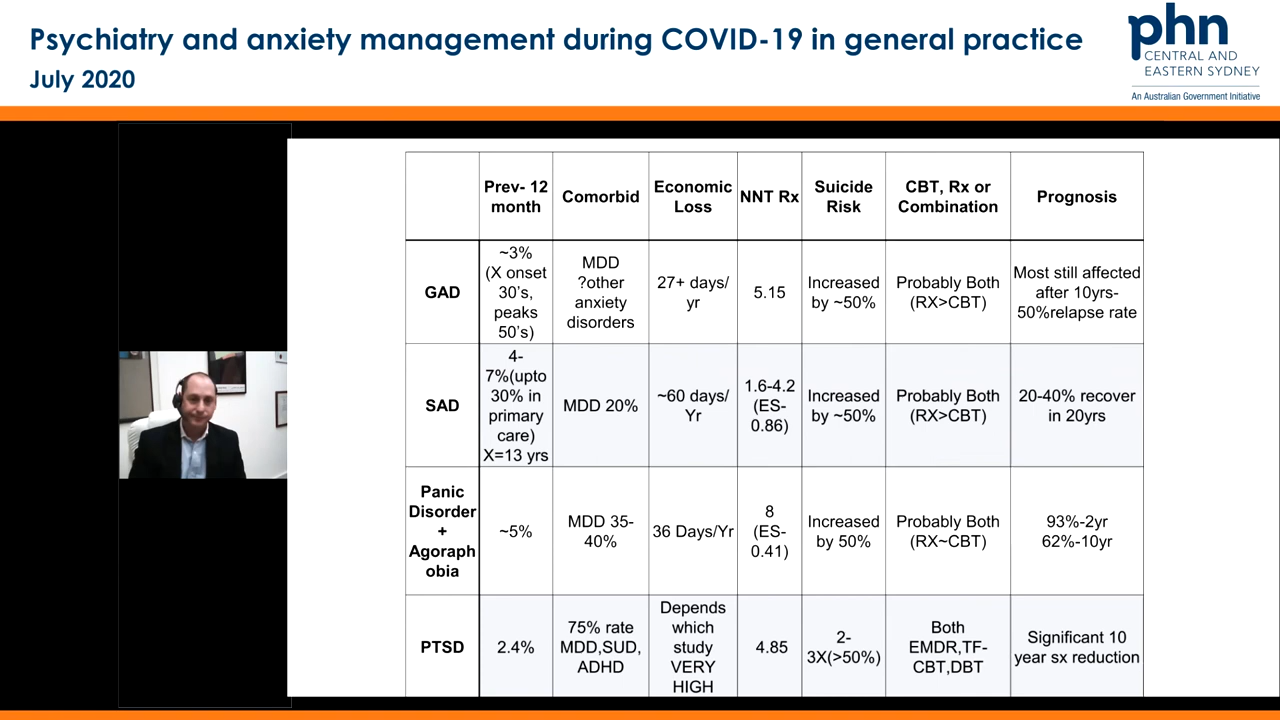 Psychiatry and anxiety management during COVID-19 in general practice
July 2020
phn
CENTRAL AND
EASTERN SYDNEY
An Australian Government Initiative
Prev- 12
month
Comorbid
Economic
Loss
NNT Rx
Suicide
Risk
CBT, Rx or
Combination
Prognosis
GAD
~3%
(X onset
30's,
peaks
50's)
MDD
?other
anxiety
disorders
27+ days/
yr
5.15
Increased
by ~50%
Probably Both
(RX>CBT)
Most still affected
after 10yrs-
50%relapse rate
SAD
4-
7%(upto
30% in
primary
care)
X=13 yrs
MDD 20%
~60 days/
Yr
1.6-4.2
(ES-
0.86)
Increased
by ~50%
Probably Both
(RX>CBT)
20-40% recover
in 20yrs
Panic
Disorder
+
Agoraph
obia
~5%
MDD 35-
40%
36 Days/Yr
8
(ES-
0.41)
Increased
by 50%
Probably Both
(RX~CBT)
93%-2yr
62%-10yr
PTSD
2.4%
75% rate
MDD,SUD,
ADHD
Depends
which
study
VERY
HIGH
4.85
2-
3X(>50%)
Both
EMDR,TF-
CBT,DBT
Significant 10
year sx reduction